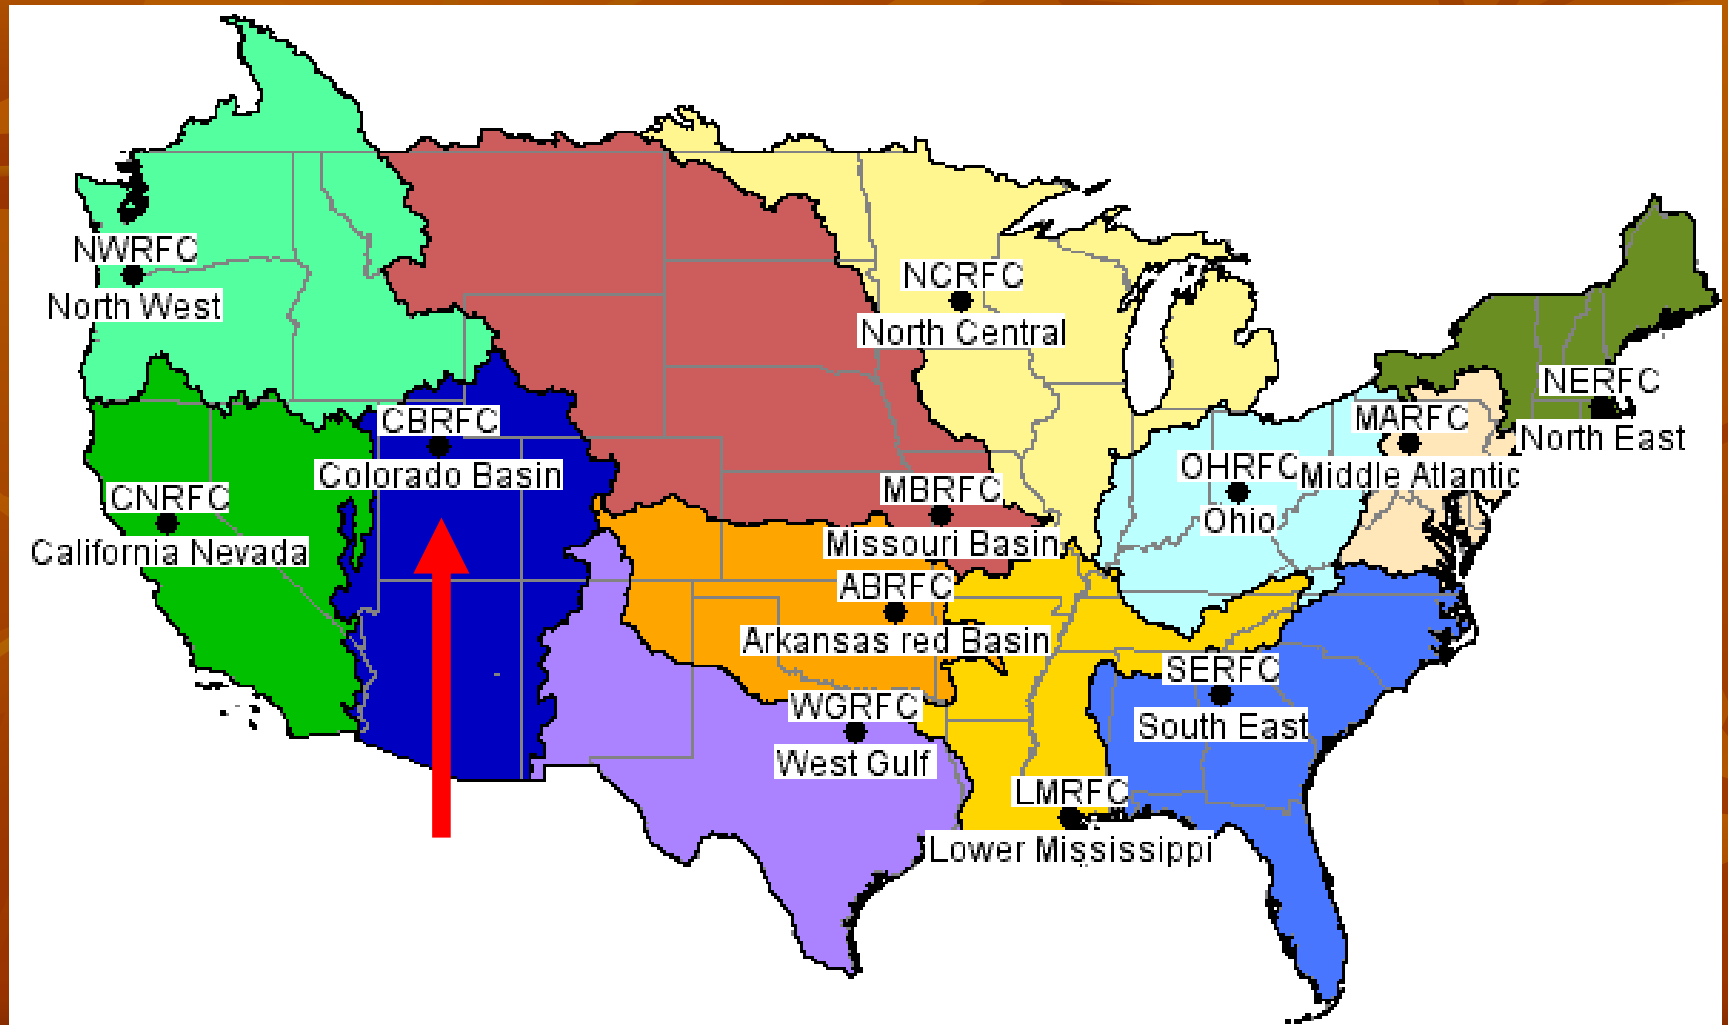 NWRFC
North West
NCRFC
North Central
NERFC
North East
CBRFC
Colorado Basin
MARFC
Middle Atlantic
OHRFC
Ohio
CNRFC
California Nevada
MBRFC
Missouri Basin
ABRFC
Arkansas red Basin
SERFC
South East
WGRFC
West Gulf
LMRFC
Lower Mississippi